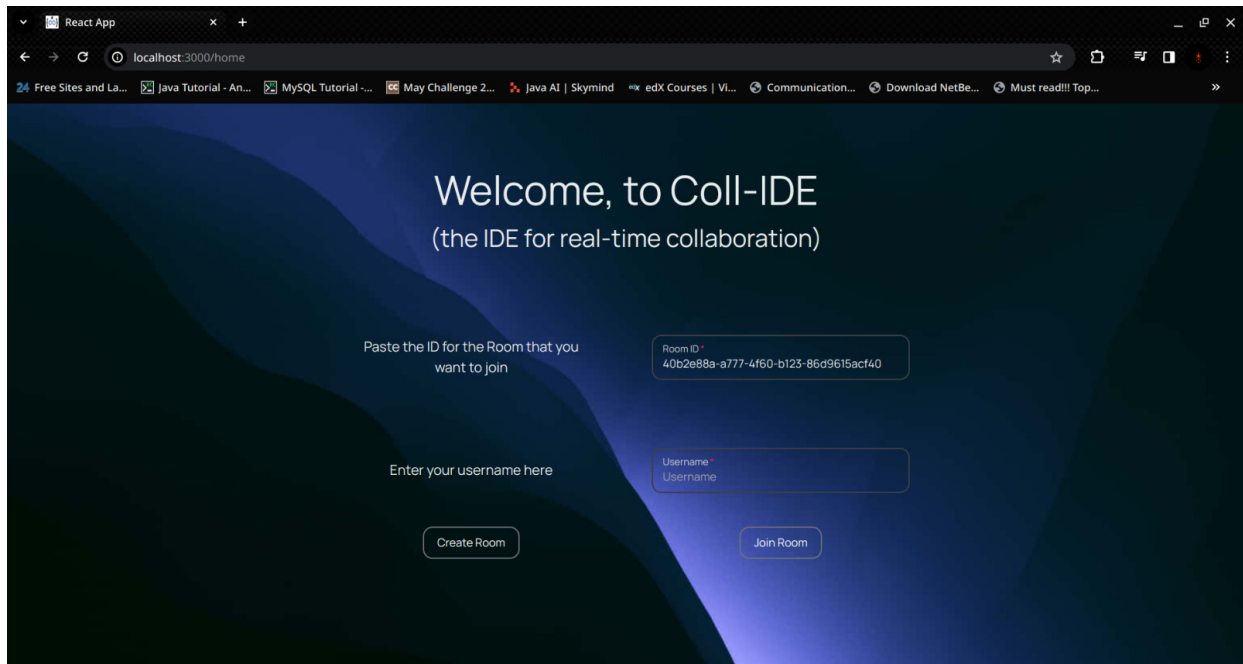 React App
localhost:3000/home
24 Free Sites and La... Java Tutorial - An... MySQL Tutorial -... CC May Challenge 2... Java AI | Skymind edX edX Courses | Vi... Communication... Download NetBe... Must read!!! Top... »
Welcome, to Coll-IDE
(the IDE for real-time collaboration)
Paste the ID for the Room that you
want to join
Room ID *
40b2e88a-a777-4f60-b123-86d9615acf40
Enter your username here
Username *
Username
Create Room
Join Room